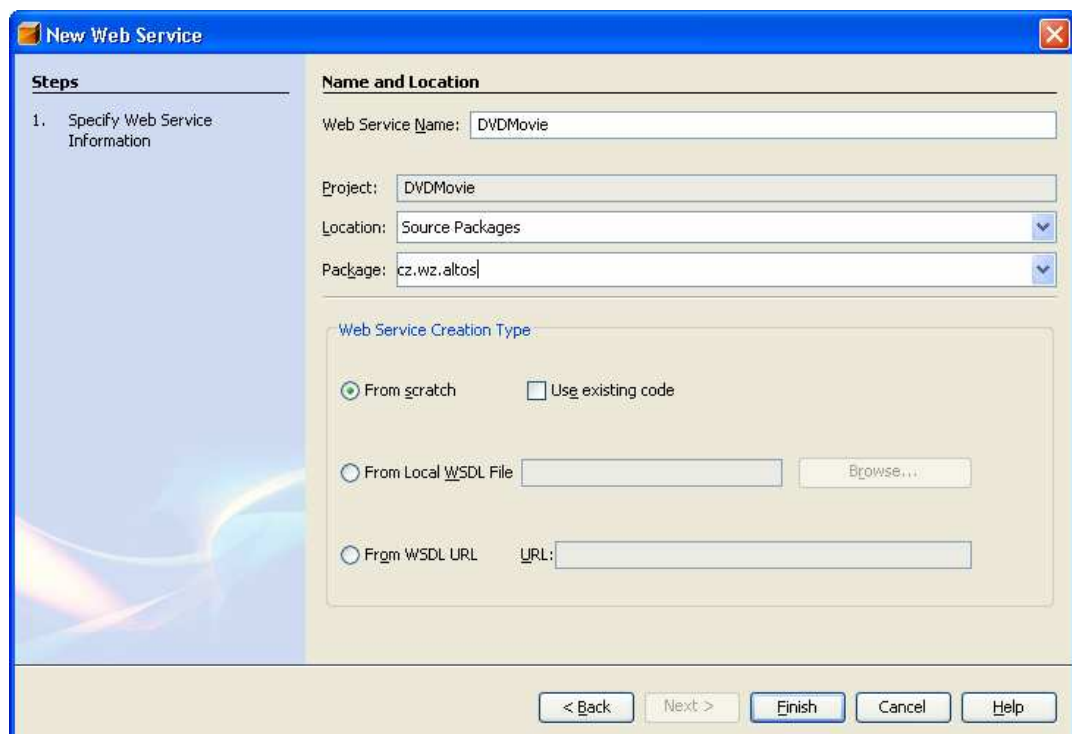 New Web Service
Steps
1. Specify Web Service
Information
Name and Location
Web Service Name: DVDMovie
Project: DVDMovie
Location: Source Packages
Package: cz.wz.altos
Web Service Creation Type
From scratch Use existing code
From Local WSDL File Browse...
From WSDL URL URL:
< Back Next > Finish Cancel Help